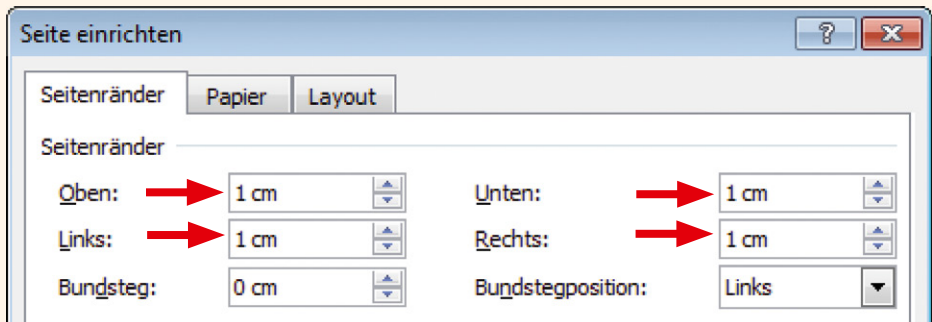 Seite einrichten
Seitenränder Papier Layout
Seitenränder
Oben: 1 cm Unten: 1 cm
Links: 1 cm Rechts: 1 cm
Bundsteg: 0 cm Bundstegposition: Links